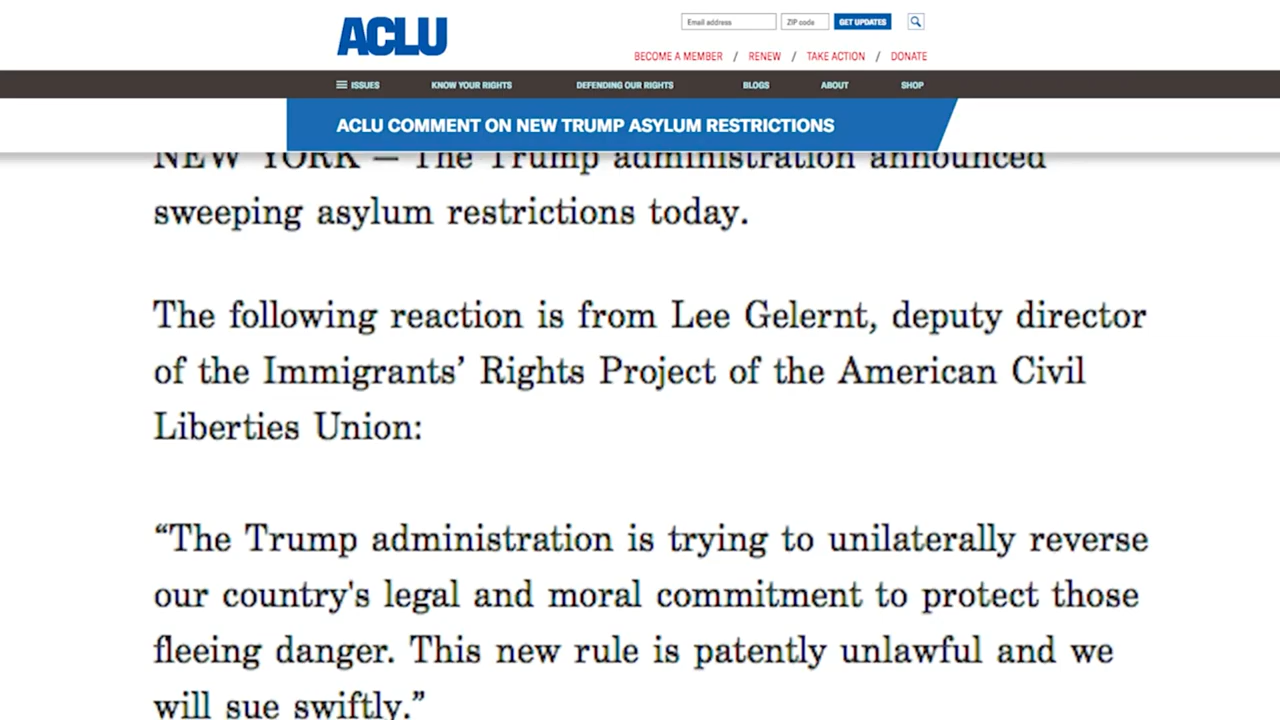 ACLU
Email address
ZIP code
GET UPDATES
BECOME A MEMBER / RENEW / TAKE ACTION / DONATE
ISSUES
KNOW YOUR RIGHTS
DEFENDING OUR RIGHTS
BLOGS
ABOUT
SHOP
ACLU COMMENT ON NEW TRUMP ASYLUM RESTRICTIONS
NEW YORK — The Trump administration announced
sweeping asylum restrictions today.
The following reaction is from Lee Gelernt, deputy director
of the Immigrants’ Rights Project of the American Civil
Liberties Union:
“The Trump administration is trying to unilaterally reverse
our country's legal and moral commitment to protect those
fleeing danger. This new rule is patently unlawful and we
will sue swiftly.”